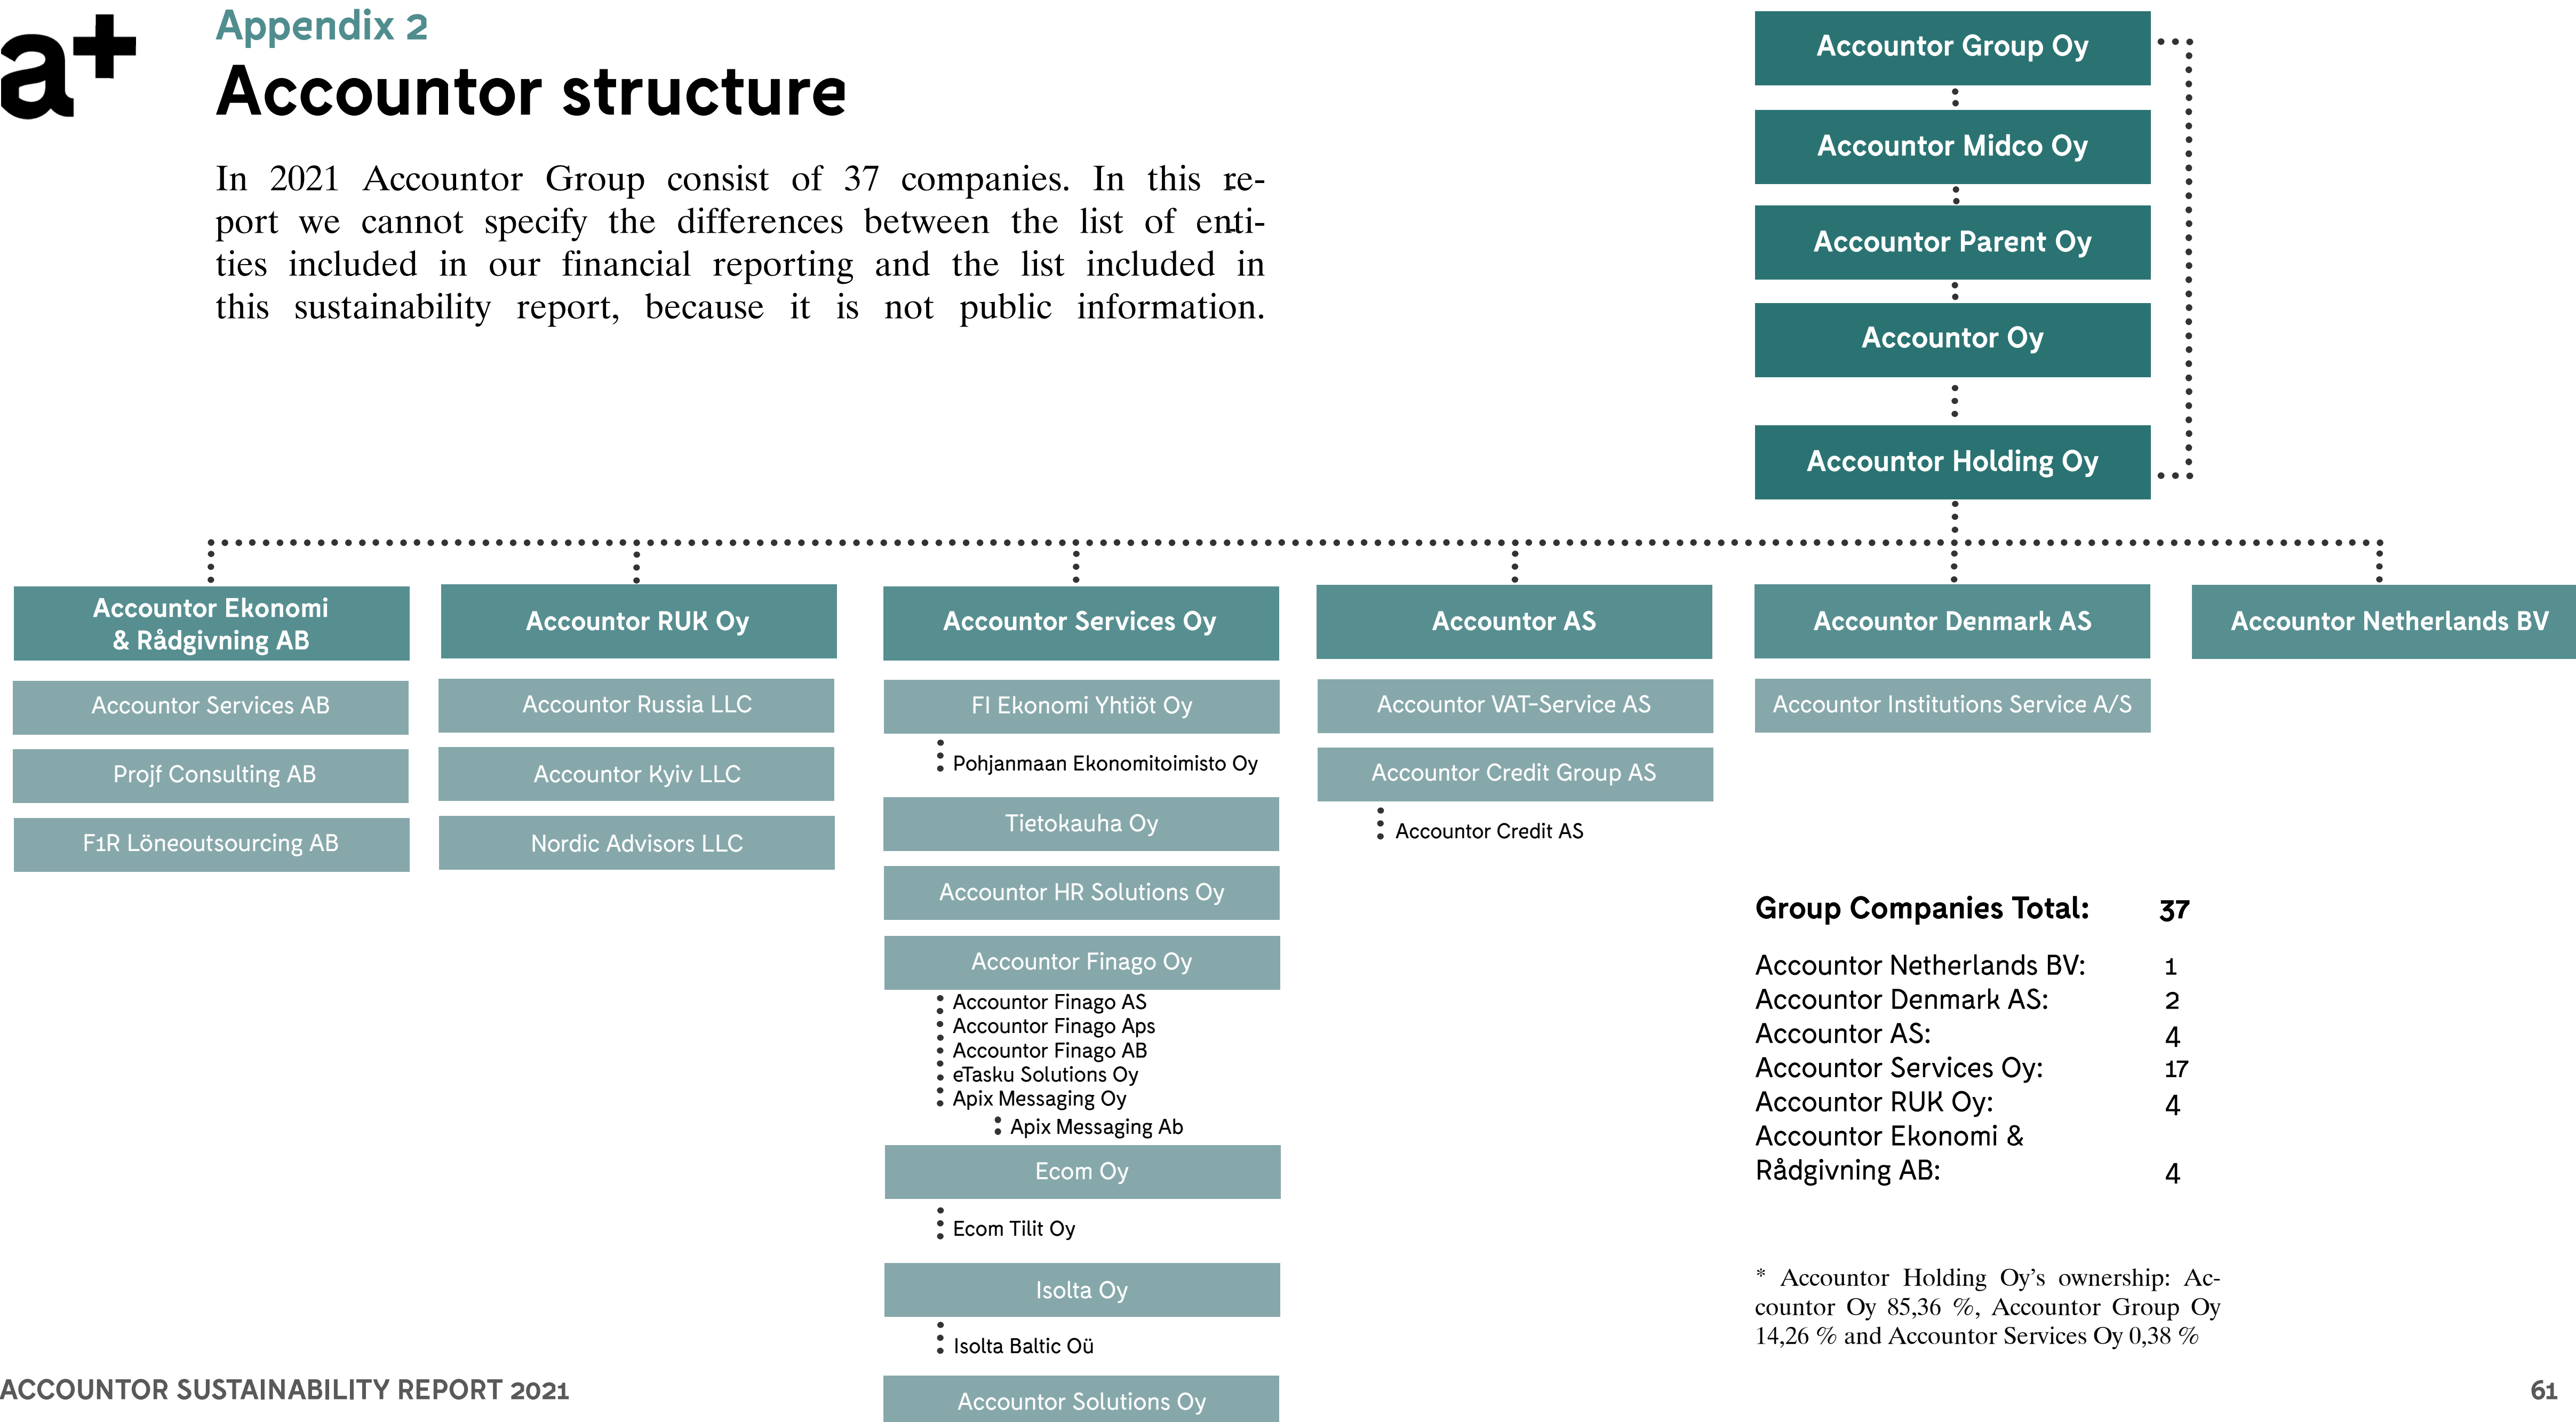 a+
Appendix 2
Accountor structure
In 2021 Accountor Group consist of 37 companies. In this re-
port we cannot specify the differences between the list of enti-
ties included in our financial reporting and the list included in
this sustainability report, because it is not public information.
Accountor Group Oy
Accountor Midco Oy
Accountor Parent Oy
Accountor Oy
Accountor Holding Oy
Accountor Ekonomi
& Rådgivning AB
Accountor Services AB
Projf Consulting AB
F1R Löneoutsourcing AB
Accountor RUK Oy
Accountor Russia LLC
Accountor Kyiv LLC
Nordic Advisors LLC
Accountor Services Oy
FI Ekonomi Yhtiöt Oy
Pohjanmaan Ekonomitoimisto Oy
Tietokauha Oy
Accountor HR Solutions Oy
Accountor Finago Oy
Accountor Finago AS
Accountor Finago Aps
Accountor Finago AB
eTasku Solutions Oy
Apix Messaging Oy
Apix Messaging Ab
Ecom Oy
Ecom Tilit Oy
Isolta Oy
Isolta Baltic Oü
Accountor Solutions Oy
Accountor AS
Accountor VAT-Service AS
Accountor Credit Group AS
Accountor Credit AS
Accountor Denmark AS
Accountor Institutions Service A/S
Accountor Netherlands BV
Group Companies Total: 37
Accountor Netherlands BV: 1
Accountor Denmark AS: 2
Accountor AS: 4
Accountor Services Oy: 17
Accountor RUK Oy: 4
Accountor Ekonomi &
Rådgivning AB: 4
* Accountor Holding Oy’s ownership: Ac-
countor Oy 85,36 %, Accountor Group Oy
14,26 % and Accountor Services Oy 0,38 %
ACCOUNTOR SUSTAINABILITY REPORT 2021
61